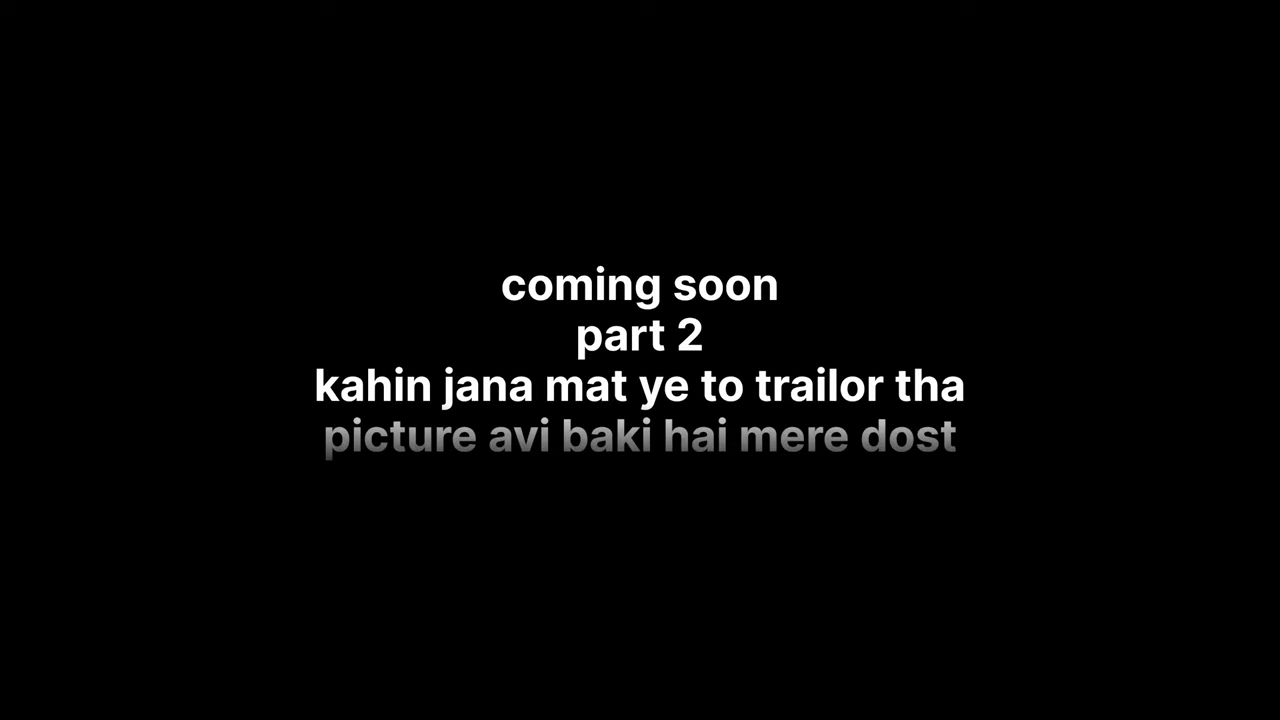 coming soon
part 2
kahin jana mat ye to trailor tha
picture avi baki hai mere dost